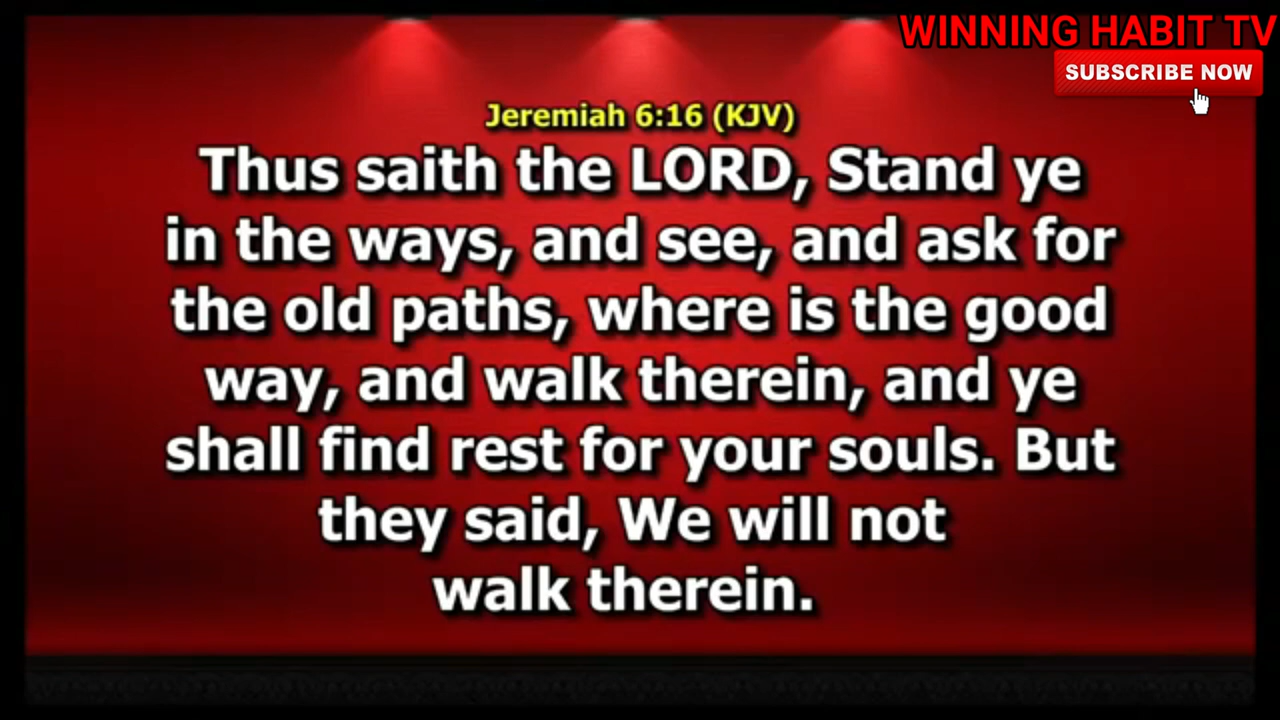 WINNING HABIT TV
SUBSCRIBE NOW
Jeremiah 6:16 (KJV)
Thus saith the LORD, Stand ye
in the ways, and see, and ask for
the old paths, where is the good
way, and walk therein, and ye
shall find rest for your souls. But
they said, We will not
walk therein.